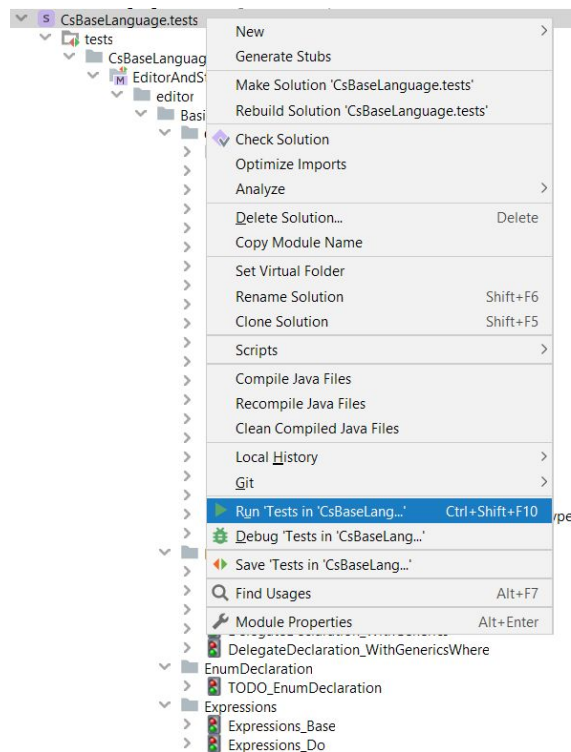 CsBaseLanguage.tests
tests
CsBaseLanguag
EditorAndSt
editor
Basi
New
Generate Stubs
Make Solution 'CsBaseLanguage.tests'
Rebuild Solution 'CsBaseLanguage.tests'
Check Solution
Optimize Imports
Analyze
Delete Solution... Delete
Copy Module Name
Set Virtual Folder
Rename Solution Shift+F6
Clone Solution Shift+F5
Scripts
Compile Java Files
Recompile Java Files
Clean Compiled Java Files
Local History
Git
Run 'Tests in 'CsBaseLang...' Ctrl+Shift+F10
Debug 'Tests in 'CsBaseLang...'
Save 'Tests in 'CsBaseLang...'
Find Usages Alt+F7
Module Properties Alt+Enter
DelegateDeclaration_WithGenerics
DelegateDeclaration_WithGenericsWhere
EnumDeclaration
TODO_EnumDeclaration
Expressions
Expressions_Base
Expressions_Do